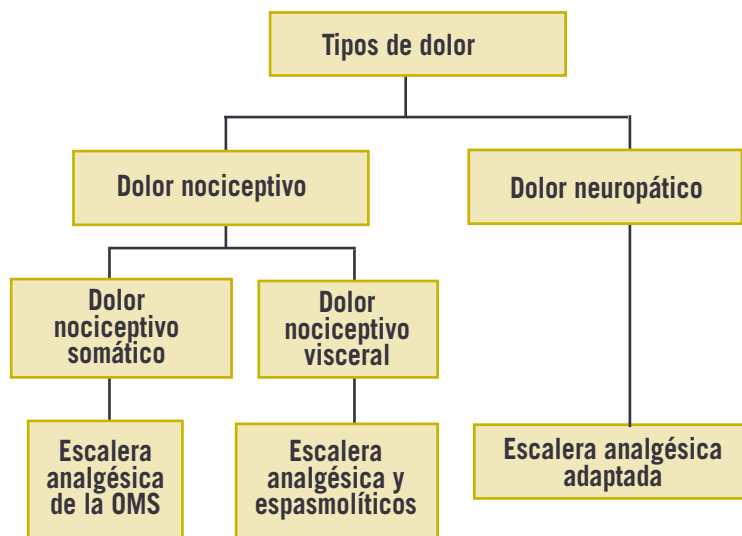 Tipos de dolor
Dolor nociceptivo
Dolor neuropático
Dolor
nociceptivo
somático
Dolor
nociceptivo
visceral
Escalera
analgésica
de la OMS
Escalera
analgésica y
espasmolíticos
Escalera analgésica
adaptada